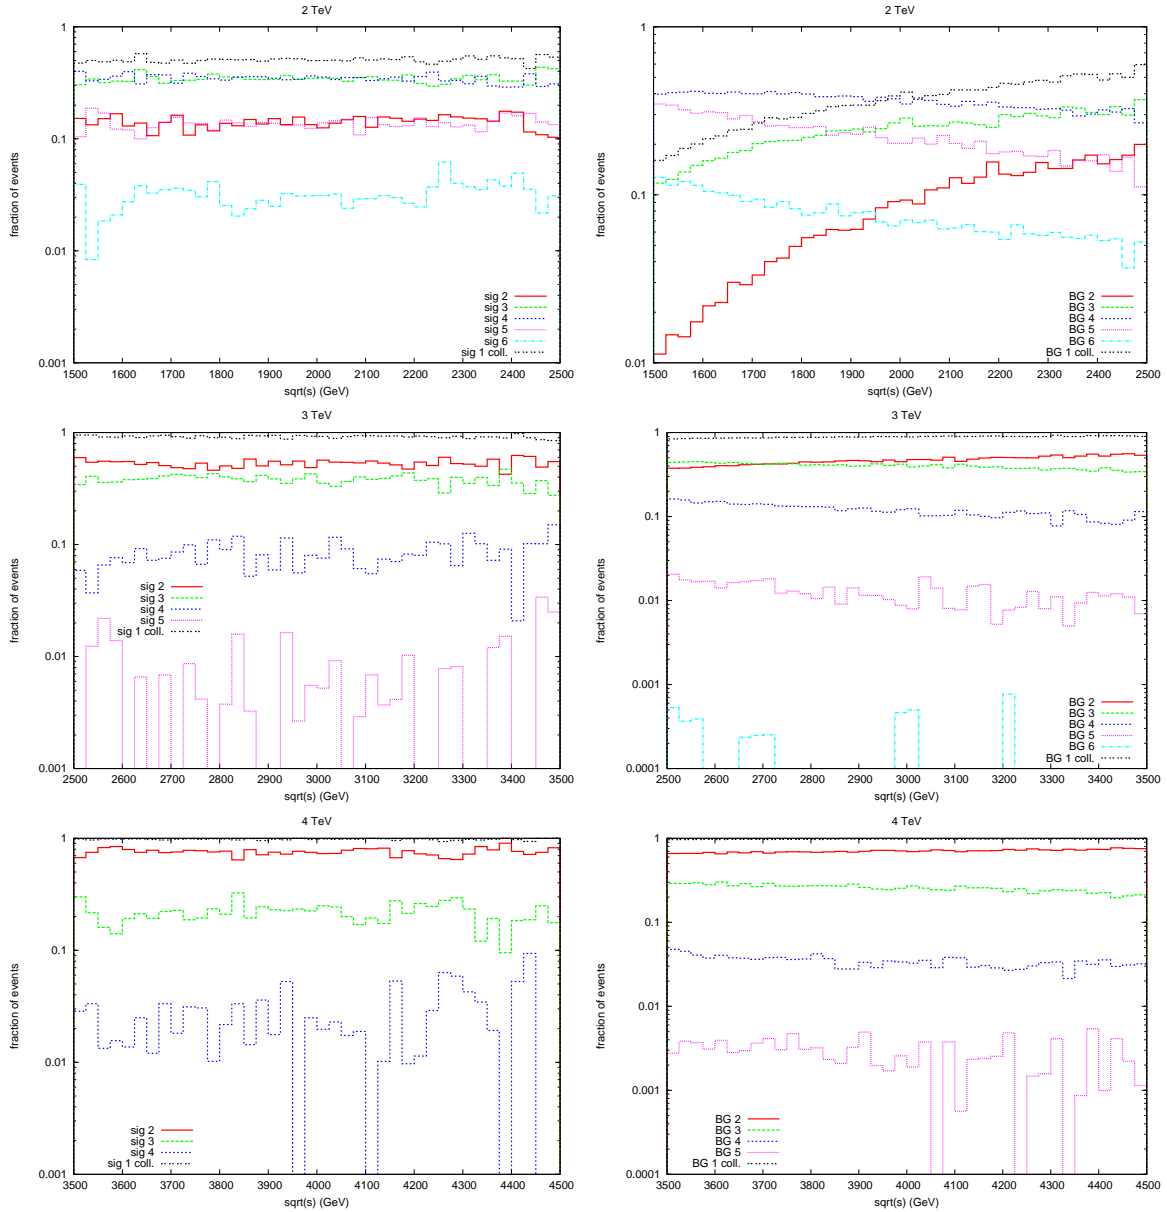 2 TeV
1
0.1
0.01
0.001
fraction of events
sig 2
sig 3
sig 4
sig 5
sig 6
sig 1 coll.
1500 1600 1700 1800 1900 2000 2100 2200 2300 2400 2500
sqrt(s) (GeV)
2 TeV
1
0.1
0.01
fraction of events
BG 2
BG 3
BG 4
BG 5
BG 6
BG 1 coll.
1500 1600 1700 1800 1900 2000 2100 2200 2300 2400 2500
sqrt(s) (GeV)
3 TeV
1
0.1
0.01
0.001
fraction of events
sig 2
sig 3
sig 4
sig 5
sig 1 coll.
2500 2600 2700 2800 2900 3000 3100 3200 3300 3400 3500
sqrt(s) (GeV)
3 TeV
1
0.1
0.01
0.001
0.0001
fraction of events
BG 2
BG 3
BG 4
BG 5
BG 6
BG 1 coll.
2500 2600 2700 2800 2900 3000 3100 3200 3300 3400 3500
sqrt(s) (GeV)
4 TeV
1
0.1
0.01
0.001
fraction of events
sig 2
sig 3
sig 4
sig 1 coll.
3500 3600 3700 3800 3900 4000 4100 4200 4300 4400 4500
sqrt(s) (GeV)
4 TeV
1
0.1
0.01
0.001
0.0001
fraction of events
BG 2
BG 3
BG 4
BG 5
BG 1 coll.
3500 3600 3700 3800 3900 4000 4100 4200 4300 4400 4500
sqrt(s) (GeV)